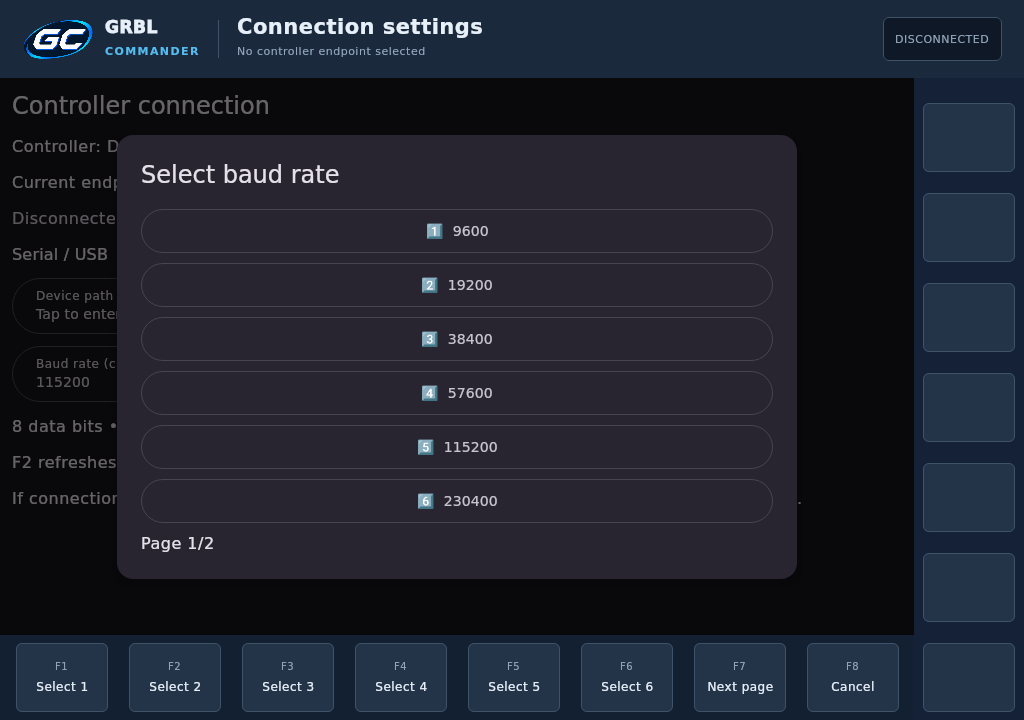 GC
GRBL
COMMANDER
Connection settings
No controller endpoint selected
DISCONNECTED
Controller connection
Controller: D
Current endp
Disconnecte
Serial / USB
Device path
Tap to enter
Baud rate (c
115200
8 data bits •
F2 refreshes
If connection
.
Select baud rate
1 9600
2 19200
3 38400
4 57600
5 115200
6 230400
Page 1/2
F1
Select 1
F2
Select 2
F3
Select 3
F4
Select 4
F5
Select 5
F6
Select 6
F7
Next page
F8
Cancel